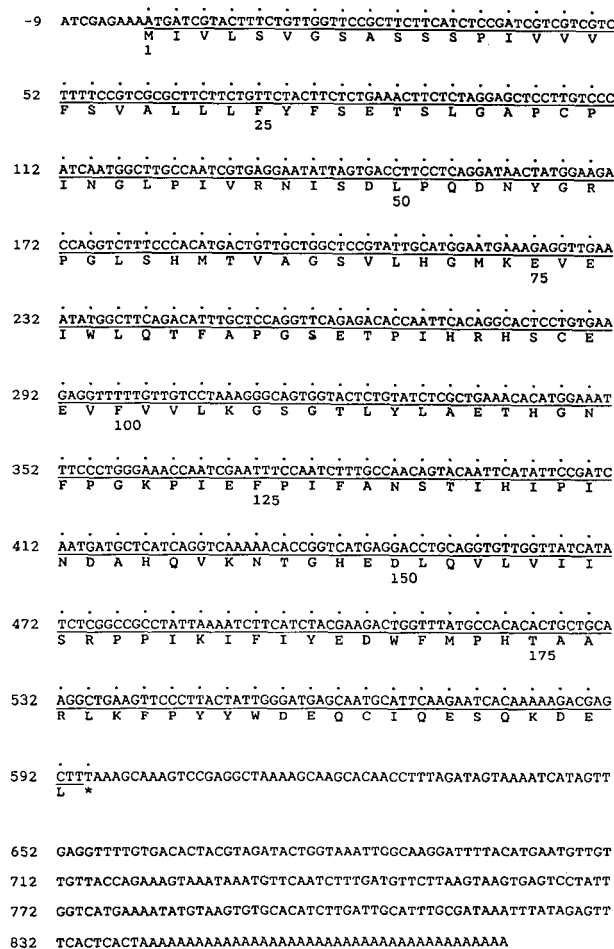 -9 ATCGAGAAAATGATCGTACTTTCTGTTGGTTCCGCTTCTTCATCTCCGATCGTCGTCGTC
M I V L S V G S A S S S P I V V V
1
52 TTTTCCGTCGCGCTTCTTCTGTTCTACTTCTCTGAAACTTCTCTAGGAGCTCCTTGTCCC
F S V A L L L F Y F S E T S L G A P C P
25
112 ATCAATGGCTTGCCAATCGTGAGGAATATTAGTGACCTTCCTCAGGATAACTATGGAAGA
I N G L P I V R N I S D L P Q D N Y G R
50
172 CCAGGTCTTTCCCACATGACTGTTGCTGGCTCCGTATTGCATGGAATGAAAGAGGTTGAA
P G L S H M T V A G S V L H G M K E V E
75
232 ATATGGCTTCAGACATTTGCTCCAGGTTCAGAGACACCAATTCACAGGCACTCCTGTGAA
I W L Q T F A P G S E T P I H R H S C E
292 GAGGTTTTTGTTGTCCTAAAGGGCAGTGGTACTCTGTATCTCGCTGAAACACATGGAAAT
E V F V V L K G S G T L Y L A E T H G N
100
352 TTCCCTGGGAAACCAATCGAATTTCCAATCTTTGCCAACAGTACAATTCATATTCCGATC
F P G K P I E F P I F A N S T I H I P I
125
412 AATGATGCTCATCAGGTCAAAAACACCGGTCATGAGGACCTGCAGGTGTTGGTTATCATA
N D A H Q V K N T G H E D L Q V L V I I
150
472 TCTCGGCCGCCTATTAAAATCTTCATCTACGAAGACTGGTTTATGCCACACACTGCTGCA
S R P P I K I F I Y E D W F M P H T A A
175
532 AGGCTGAAGTTCCCTTACTATTGGGATGAGCAATGCATTCAAGAATCACAAAAAGACGAG
R L K F P Y Y W D E Q C I Q E S Q K D E
592 CTTTAAAGCAAAGTCCGAGGCTAAAAGCAAGCACAACCTTTAGATAGTAAAATCATAGTT
L *
652 GAGGTTTTGTGACACTACGTAGATACTGGTAAATTGGCAAGGATTTTACATGAATGTTGT
712 TGTTACCAGAAAGTAAATAAATGTTCAATCTTTGATGTTCTTAAGTAAGTGAGTCCTATT
772 GGTCATGAAAATATGTAAGTGTGCACATCTTGATTGCATTTGCGATAAATTTATAGAGTT
832 TCACTCACTAAAAAAAAAAAAAAAAAAAAAAAAAAAAAAAAAAAAAAA